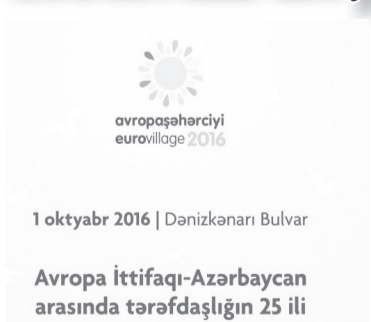 avropaşəhərciyi
eurovillage 2016
1 oktyabr 2016 | Dənizkənarı Bulvar
Avropa İttifaqı-Azərbaycan
arasında tərəfdaşlığın 25 ili